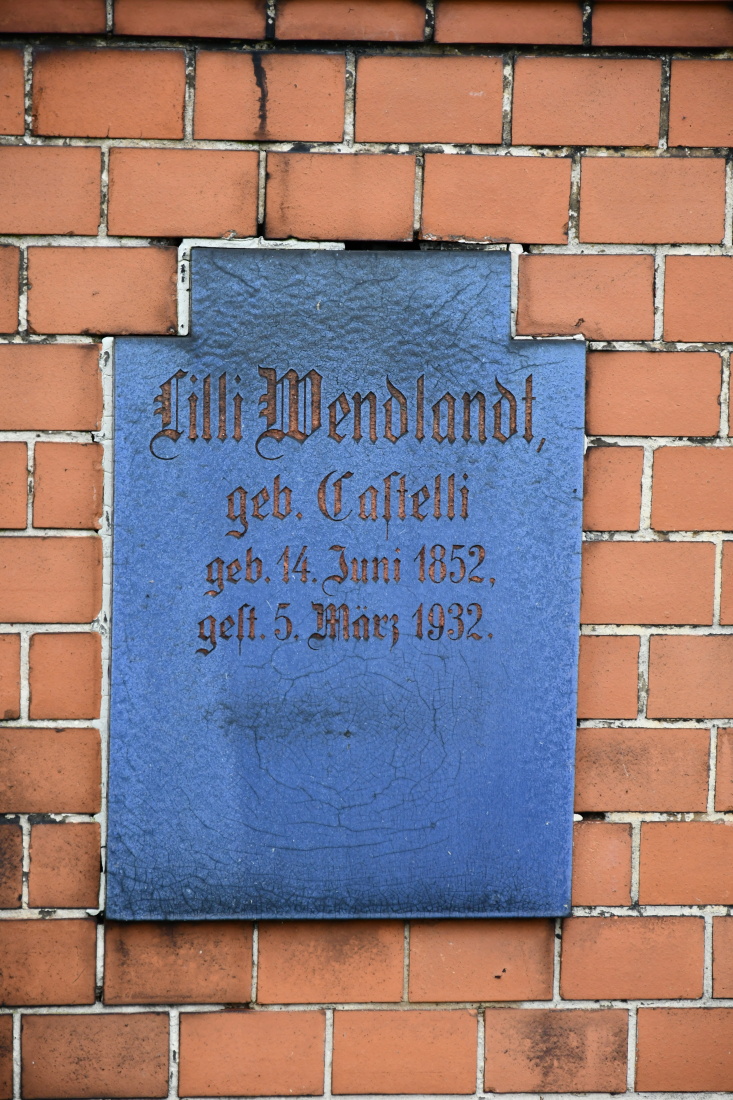 Lilli Wendlandt,
geb. Castelli
geb. 14. Juni 1852,
gest. 5. März 1932.